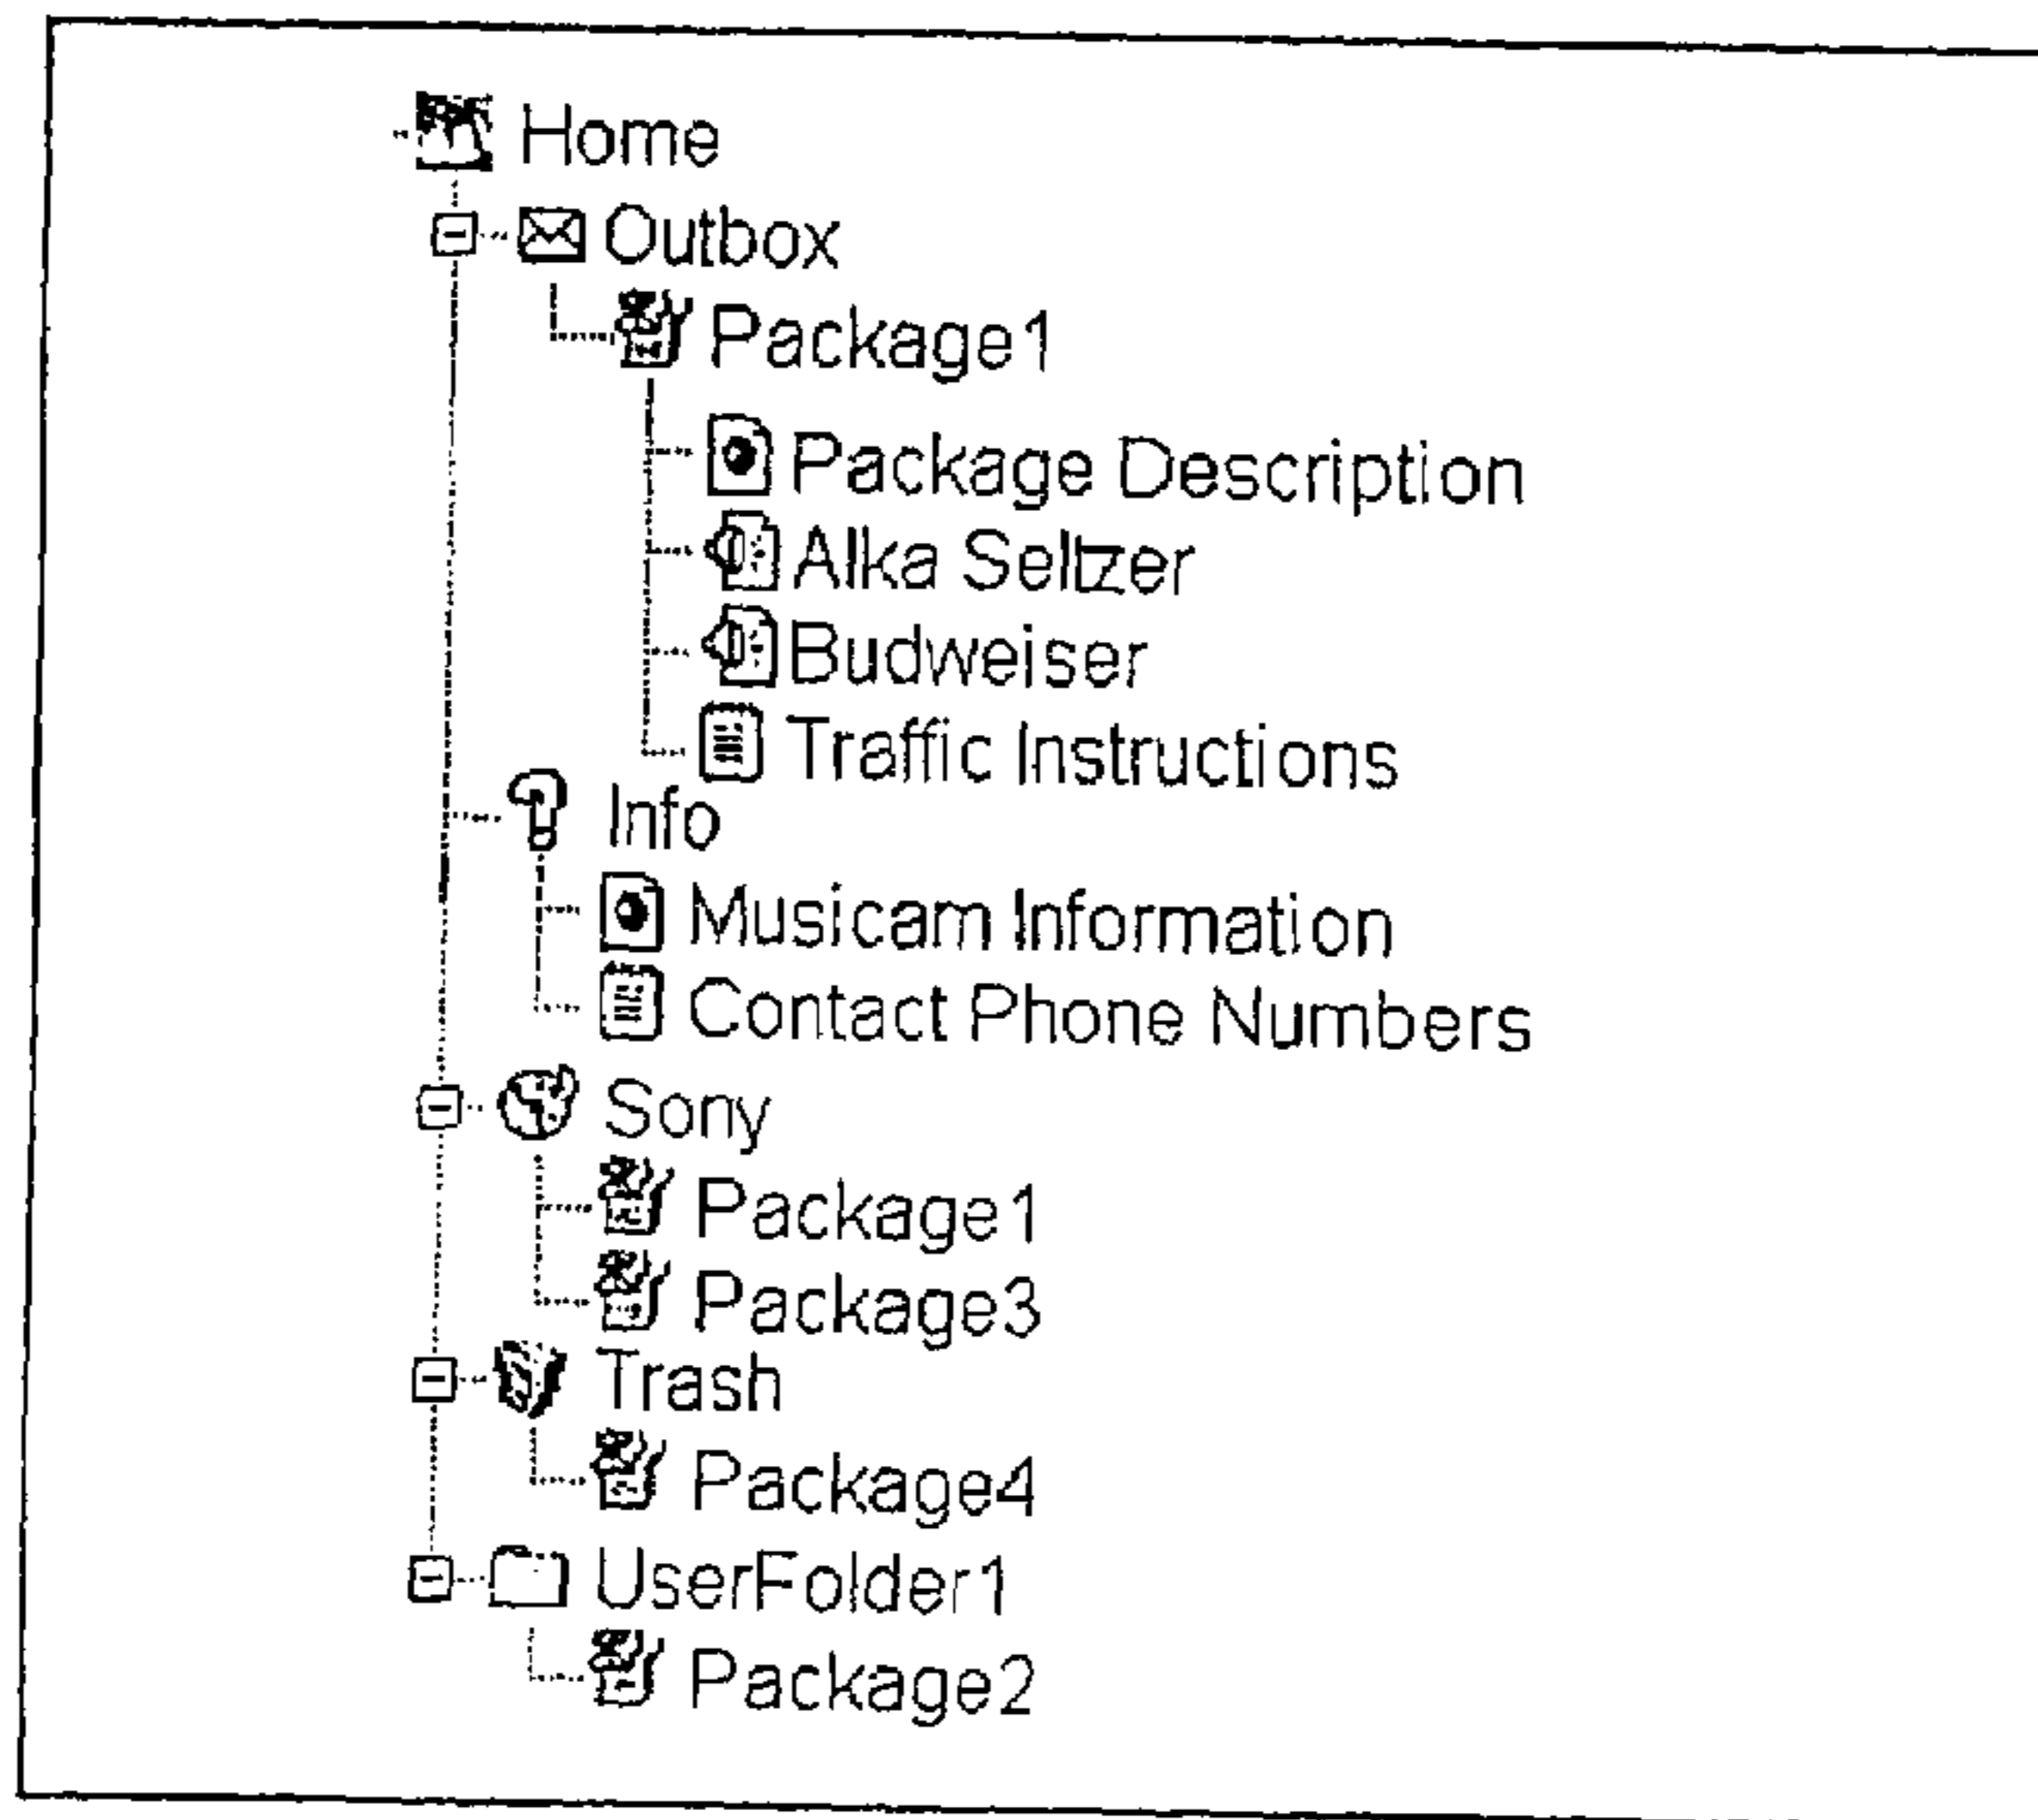 Home
Outbox
Package1
Package Description
Alka Seltzer
Budweiser
Traffic Instructions
Info
Musicam Information
Contact Phone Numbers
Sony
Package1
Package3
Trash
Package4
UserFolder1
Package2